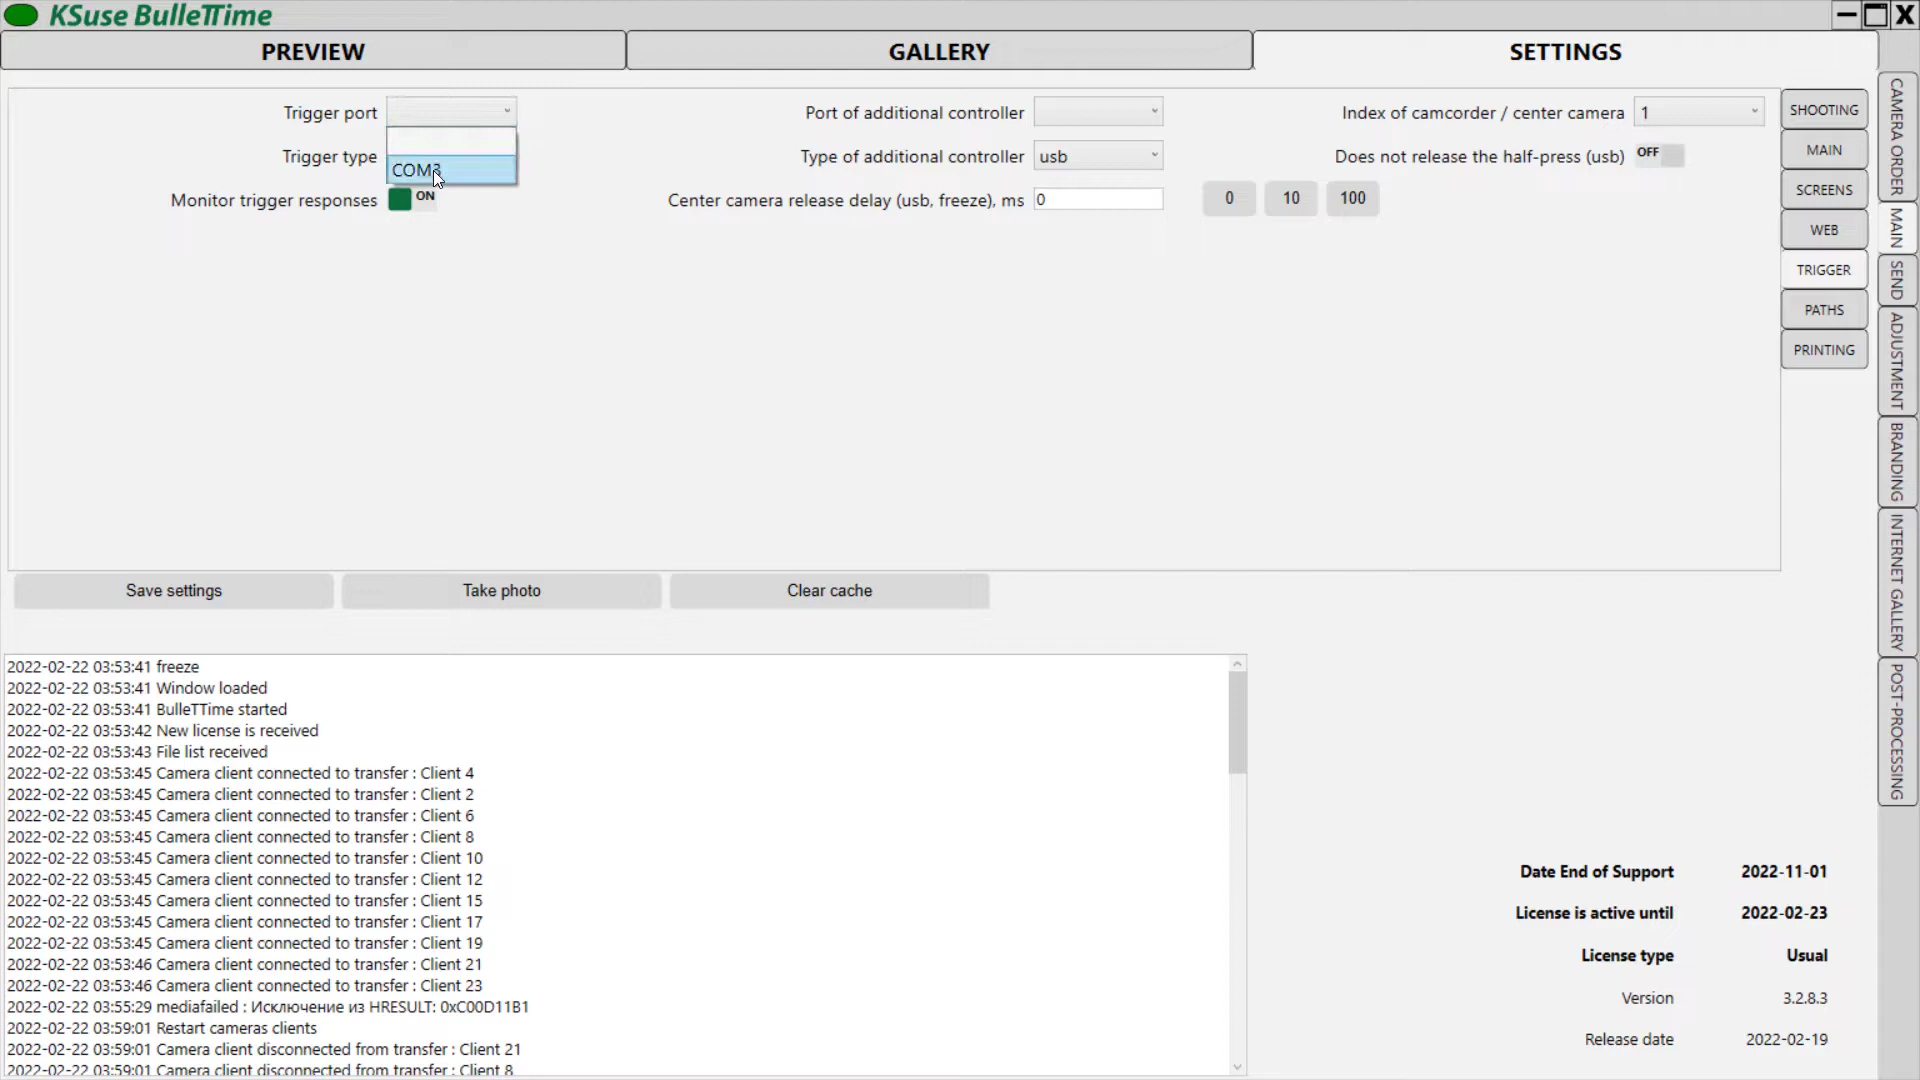 KSuse BulleTTime
PREVIEW
GALLERY
SETTINGS
Trigger port
Port of additional controller
Index of camcorder / center camera
1
Trigger type
COM3
Type of additional controller
usb
Does not release the half-press (usb)
OFF
Monitor trigger responses
ON
Center camera release delay (usb, freeze), ms
0
0
10
100
SHOOTING
MAIN
SCREENS
WEB
TRIGGER
PATHS
PRINTING
CAMERA ORDER
MAIN
SEND
ADJUSTMENT
BRANDING
INTERNET GALLERY
POST-PROCESSING
Save settings
Take photo
Clear cache
2022-02-22 03:53:41 freeze
2022-02-22 03:53:41 Window loaded
2022-02-22 03:53:41 BulleTTime started
2022-02-22 03:53:42 New license is received
2022-02-22 03:53:43 File list received
2022-02-22 03:53:45 Camera client connected to transfer : Client 4
2022-02-22 03:53:45 Camera client connected to transfer : Client 2
2022-02-22 03:53:45 Camera client connected to transfer : Client 6
2022-02-22 03:53:45 Camera client connected to transfer : Client 8
2022-02-22 03:53:45 Camera client connected to transfer : Client 10
2022-02-22 03:53:45 Camera client connected to transfer : Client 12
2022-02-22 03:53:45 Camera client connected to transfer : Client 15
2022-02-22 03:53:45 Camera client connected to transfer : Client 17
2022-02-22 03:53:45 Camera client connected to transfer : Client 19
2022-02-22 03:53:46 Camera client connected to transfer : Client 21
2022-02-22 03:53:46 Camera client connected to transfer : Client 23
2022-02-22 03:55:29 mediafailed : Исключение из HRESULT: 0xC00D11B1
2022-02-22 03:59:01 Restart cameras clients
2022-02-22 03:59:01 Camera client disconnected from transfer : Client 21
2022-02-22 03:59:01 Camera client disconnected from transfer : Client 8
Date End of Support 2022-11-01
License is active until 2022-02-23
License type Usual
Version 3.2.8.3
Release date 2022-02-19